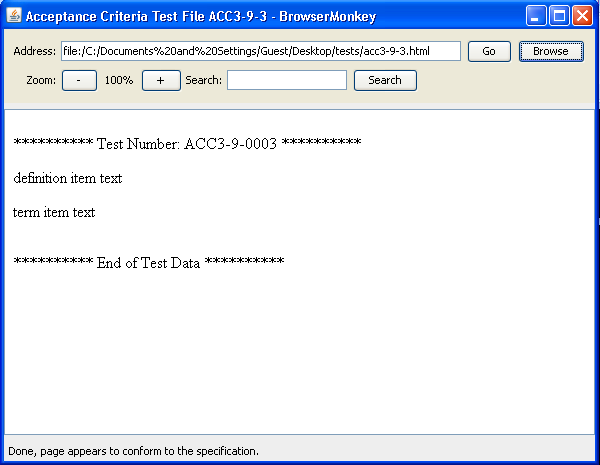 Acceptance Criteria Test File ACC3-9-3 - BrowserMonkey
Address: file:/C:/Documents%20and%20Settings/Guest/Desktop/tests/acc3-9-3.html Go Browse
Zoom: - 100% + Search: Search
********** Test Number: ACC3-9-0003 **********
definition item text
term item text
********** End of Test Data **********
Done, page appears to conform to the specification.